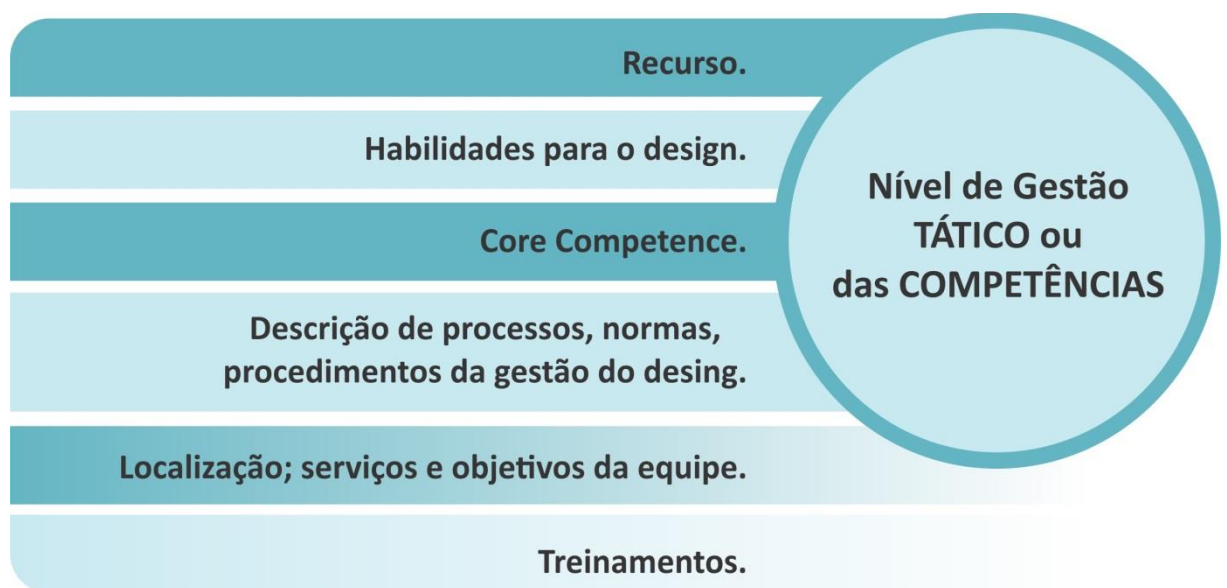 Recurso.
Habilidades para o design.
Core Competence.
Descrição de processos, normas,
procedimentos da gestão do desing.
Localização; serviços e objetivos da equipe.
Treinamentos.
Nível de Gestão
TÁTICO ou
das COMPETÊNCIAS